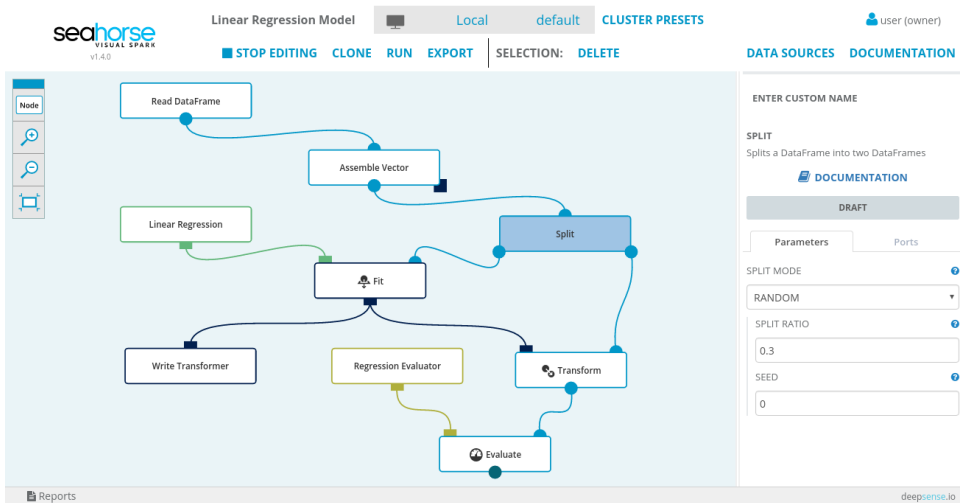 seahorse
VISUAL SPARK
v1.4.0
Linear Regression Model
Local
default
CLUSTER PRESETS
user (owner)
STOP EDITING
CLONE
RUN
EXPORT
SELECTION:
DELETE
DATA SOURCES
DOCUMENTATION
Node
Read DataFrame
Assemble Vector
Linear Regression
Split
Fit
Write Transformer
Regression Evaluator
Transform
Evaluate
ENTER CUSTOM NAME
SPLIT
Splits a DataFrame into two DataFrames
DOCUMENTATION
DRAFT
Parameters
Ports
SPLIT MODE
?
RANDOM
SPLIT RATIO
?
0.3
SEED
?
0
Reports
deepsense.io